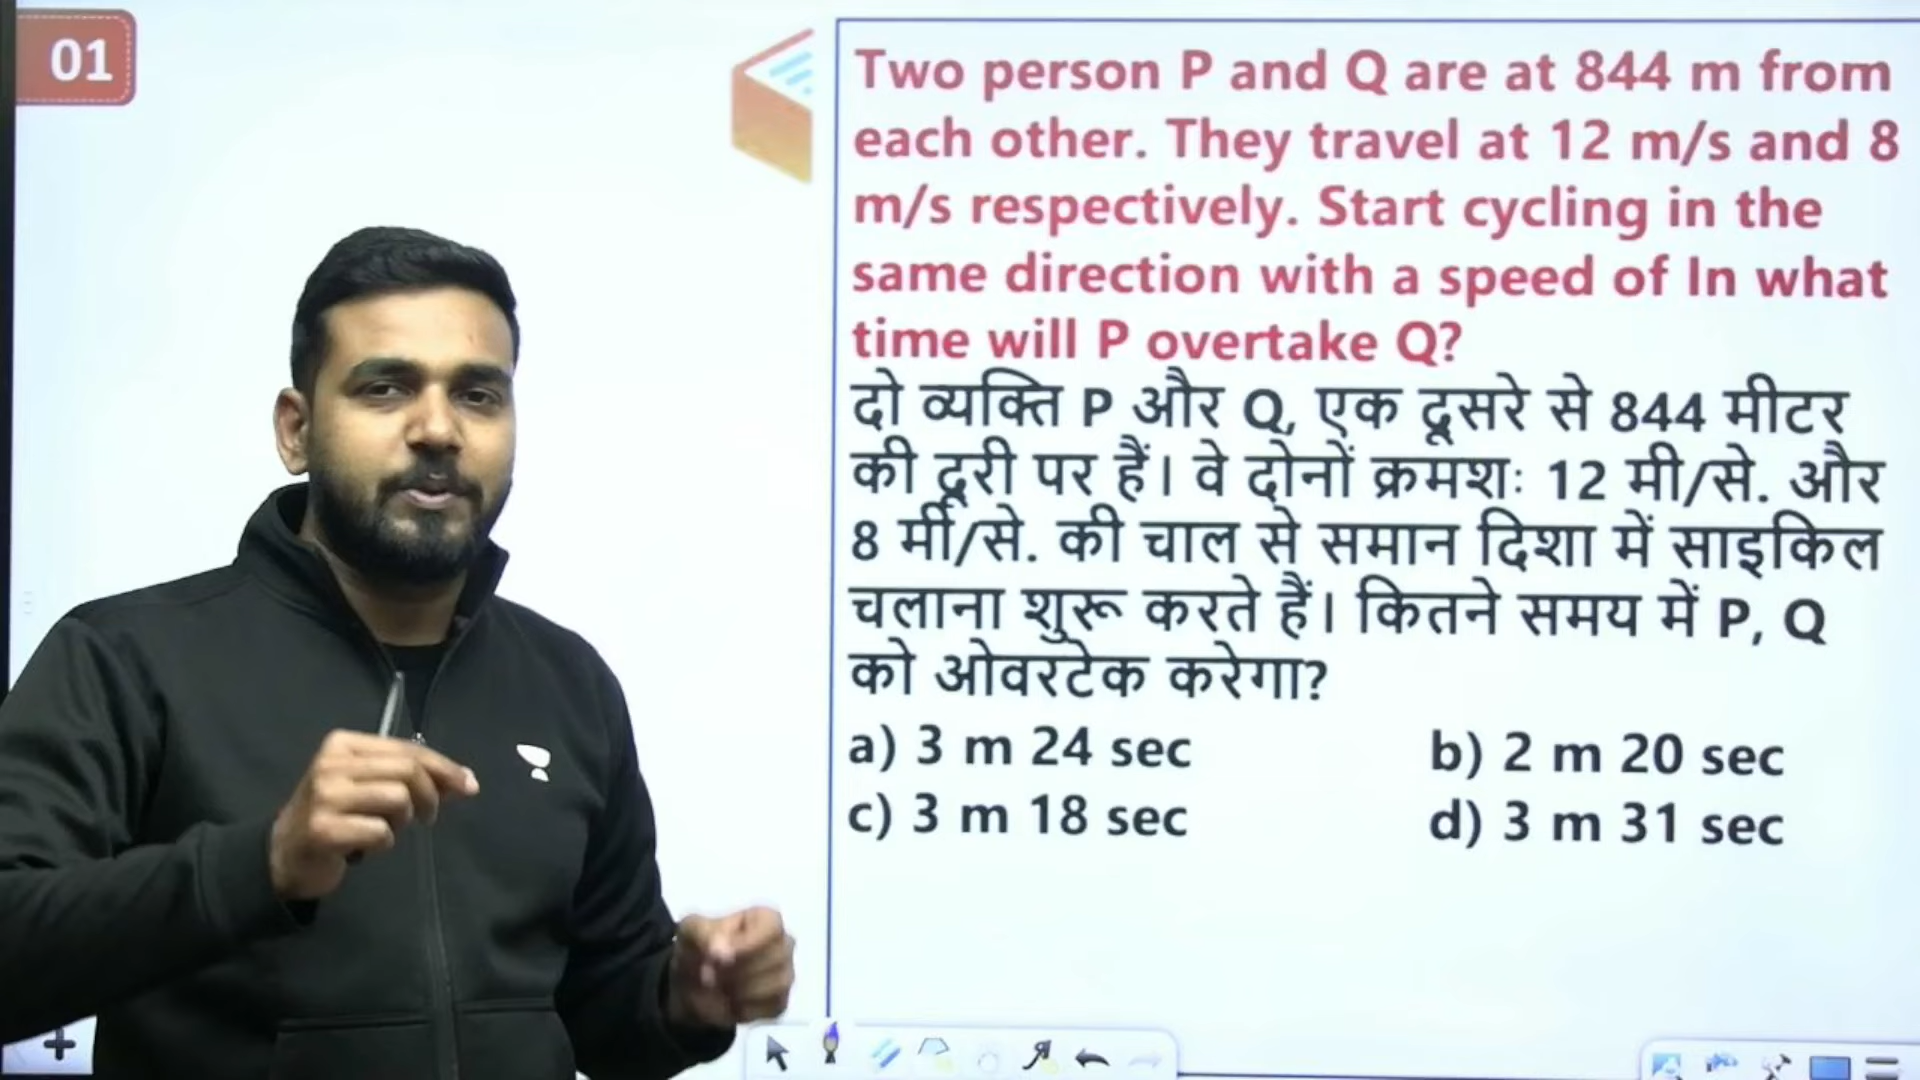 01
Two person P and Q are at 844 m from
each other. They travel at 12 m/s and 8
m/s respectively. Start cycling in the
same direction with a speed of In what
time will P overtake Q?
दो व्यक्ति P और Q, एक दूसरे से 844 मीटर
की दूरी पर हैं। वे दोनों क्रमशः 12 मी/से. और
8 मी/से. की चाल से समान दिशा में साइकिल
चलाना शुरू करते हैं। कितने समय में P, Q
को ओवरटेक करेगा?
a) 3 m 24 sec b) 2 m 20 sec
c) 3 m 18 sec d) 3 m 31 sec